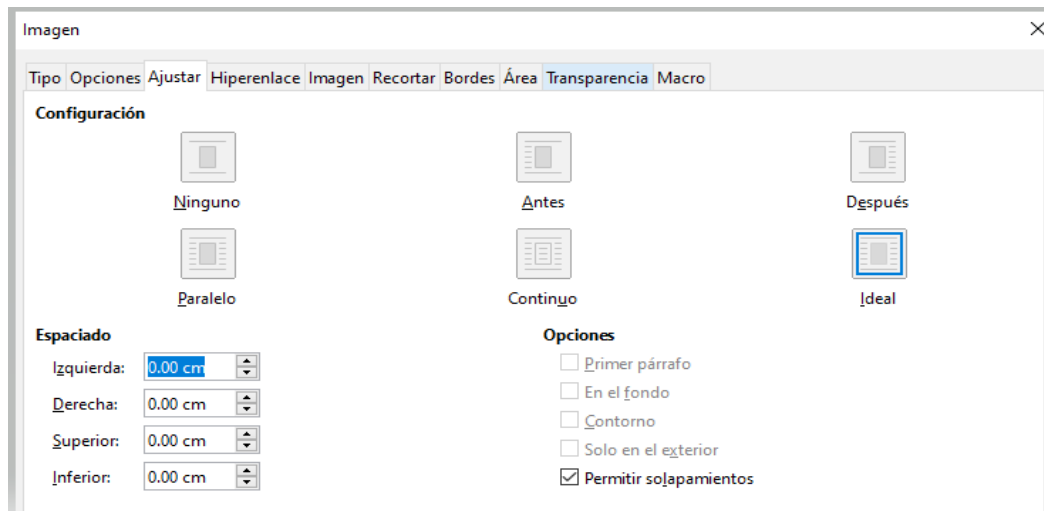 Imagen
Tipo Opciones Ajustar Hiperenlace Imagen Recortar Bordes Área Transparencia Macro
Configuración
Ninguno Antes Después
Paralelo Continuo Ideal
Espaciado Opciones
Izquierda: 0.00 cm Primer párrafo
En el fondo
Derecha: 0.00 cm
Contorno
Superior: 0.00 cm
Solo en el exterior
Inferior: 0.00 cm Permitir solapamientos